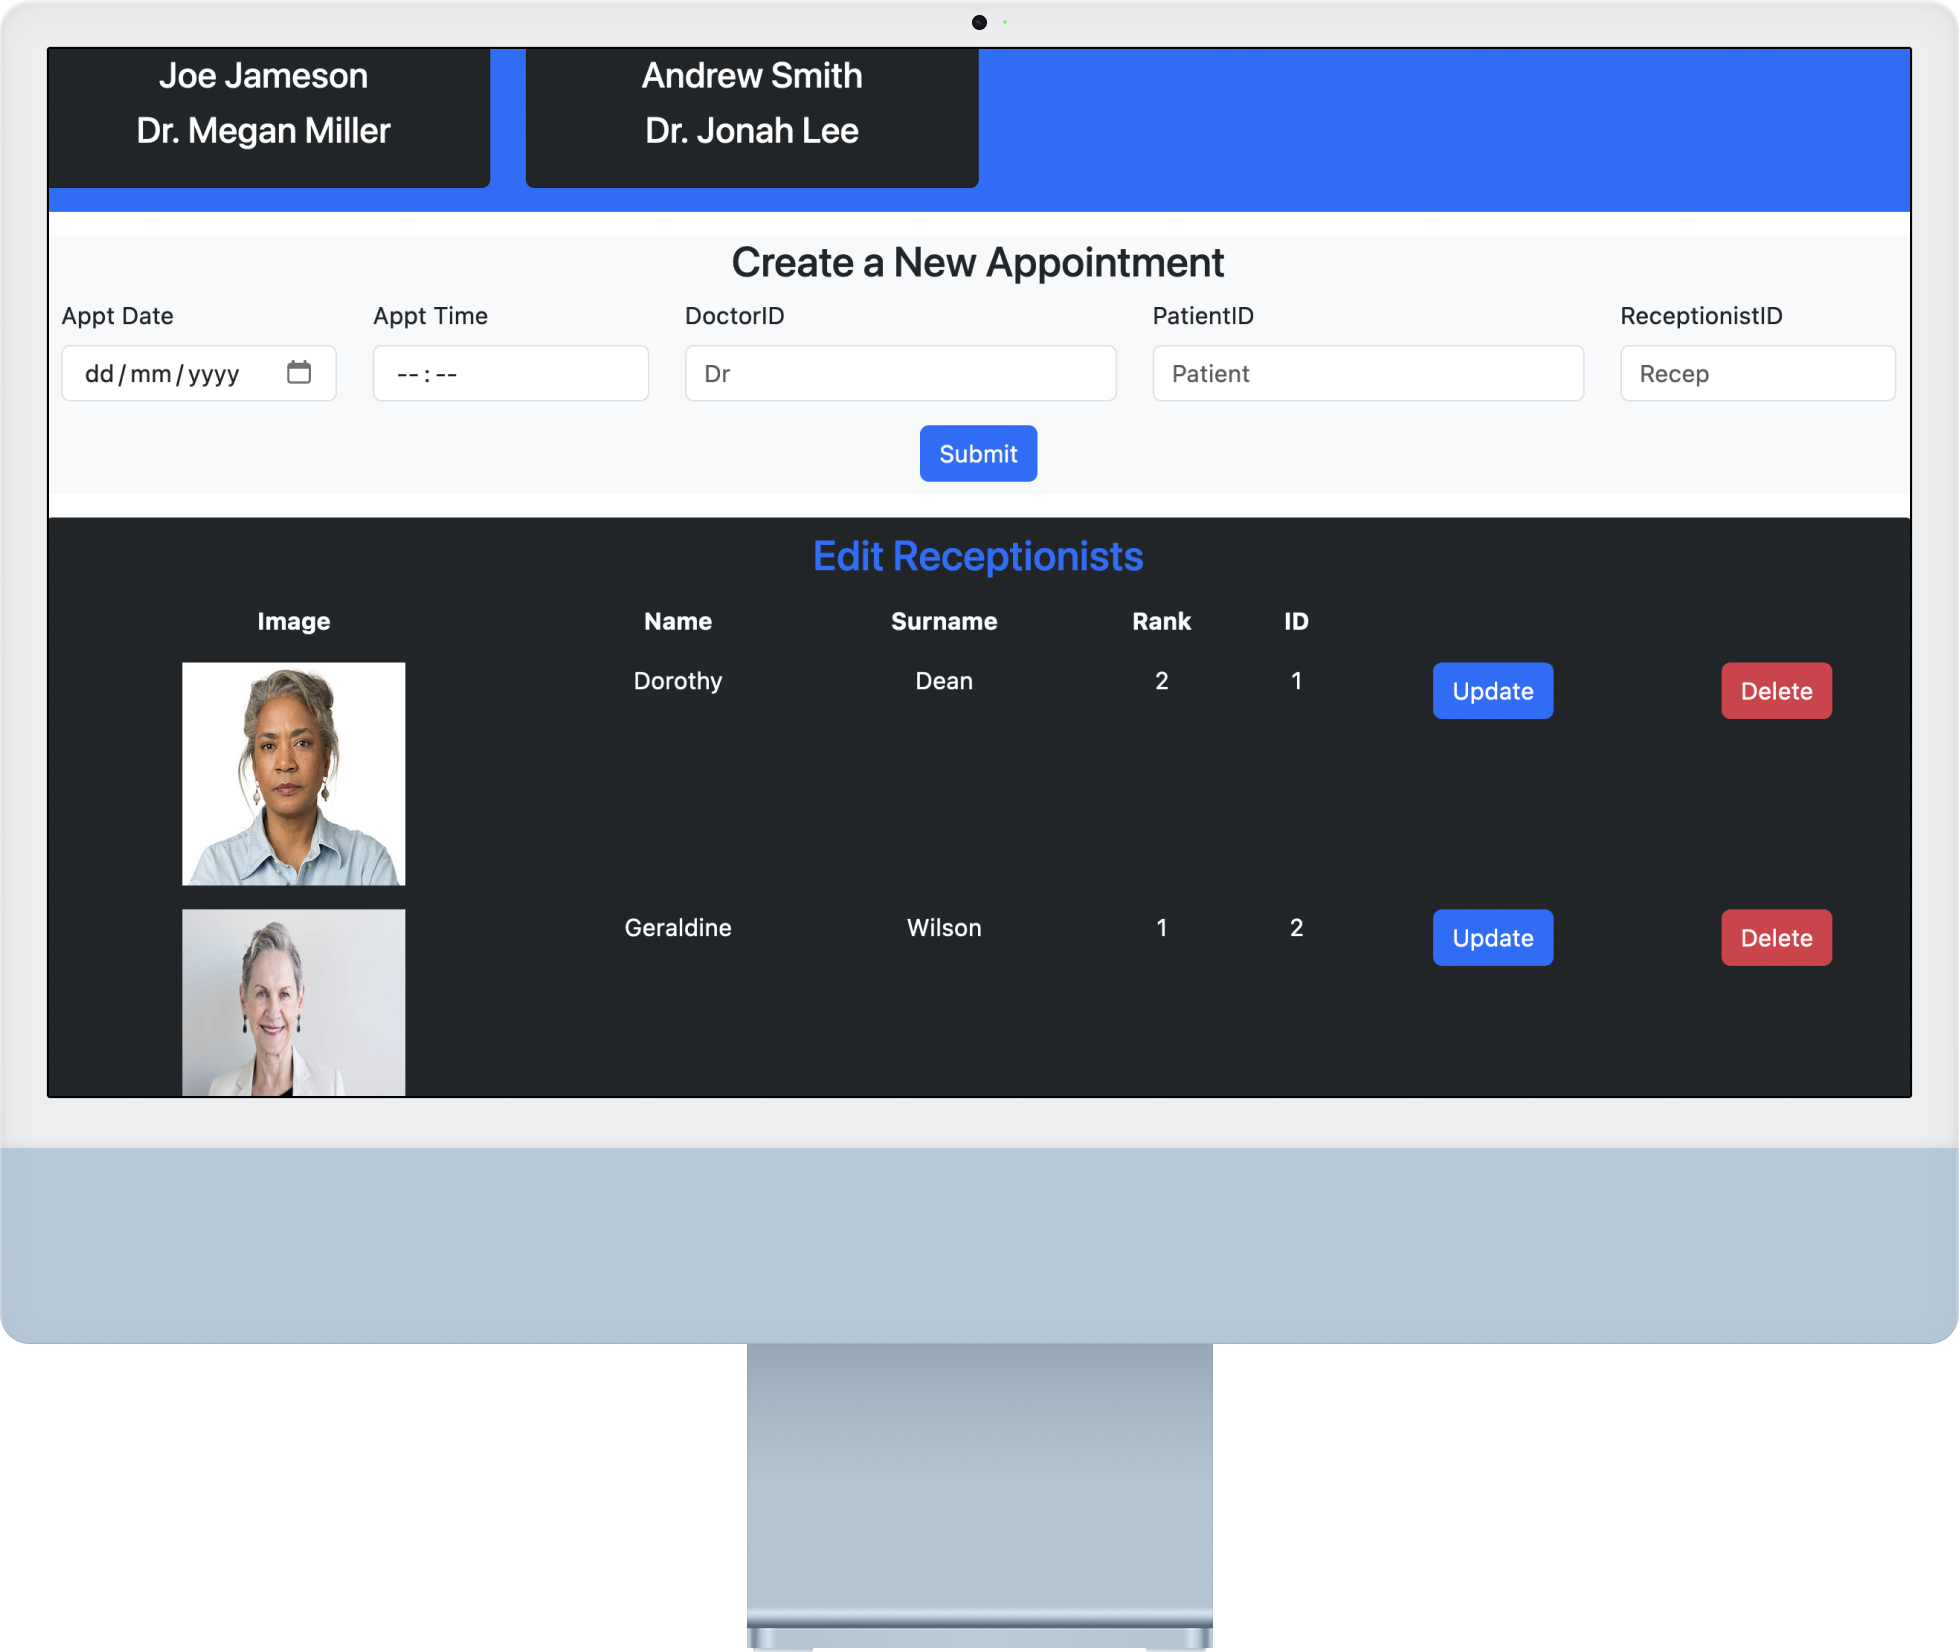 Joe Jameson
Dr. Megan Miller
Andrew Smith
Dr. Jonah Lee
Create a New Appointment
Appt Date
Appt Time
DoctorID
PatientID
ReceptionistID
dd/mm/yyyy
--:--
Dr
Patient
Recep
Submit
Edit Receptionists
Image Name Surname Rank ID
Dorothy Dean 2 1 Update Delete
Geraldine Wilson 1 2 Update Delete